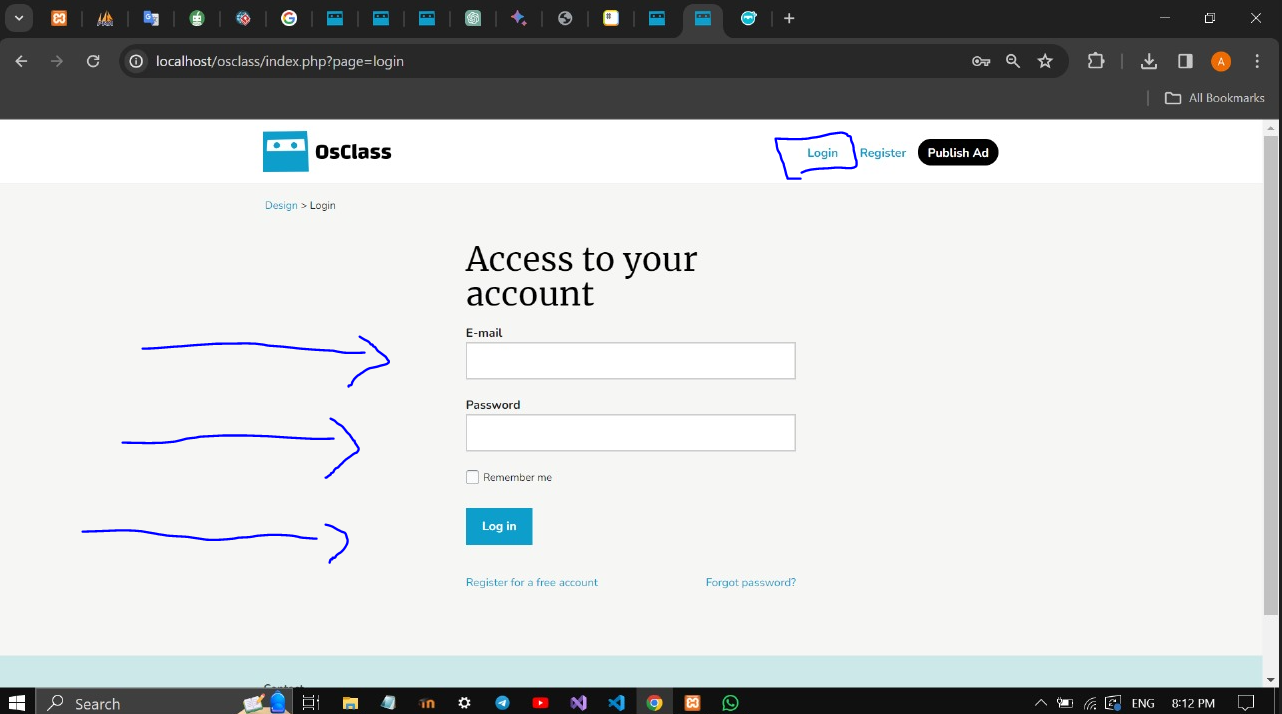 localhost/osclass/index.php?page=login
A
All Bookmarks
OsClass
Login
Register
Publish Ad
Design > Login
Access to your
account
E-mail
Password
Remember me
Log in
Register for a free account
Forgot password?
Contact
Search
ENG
8:12 PM